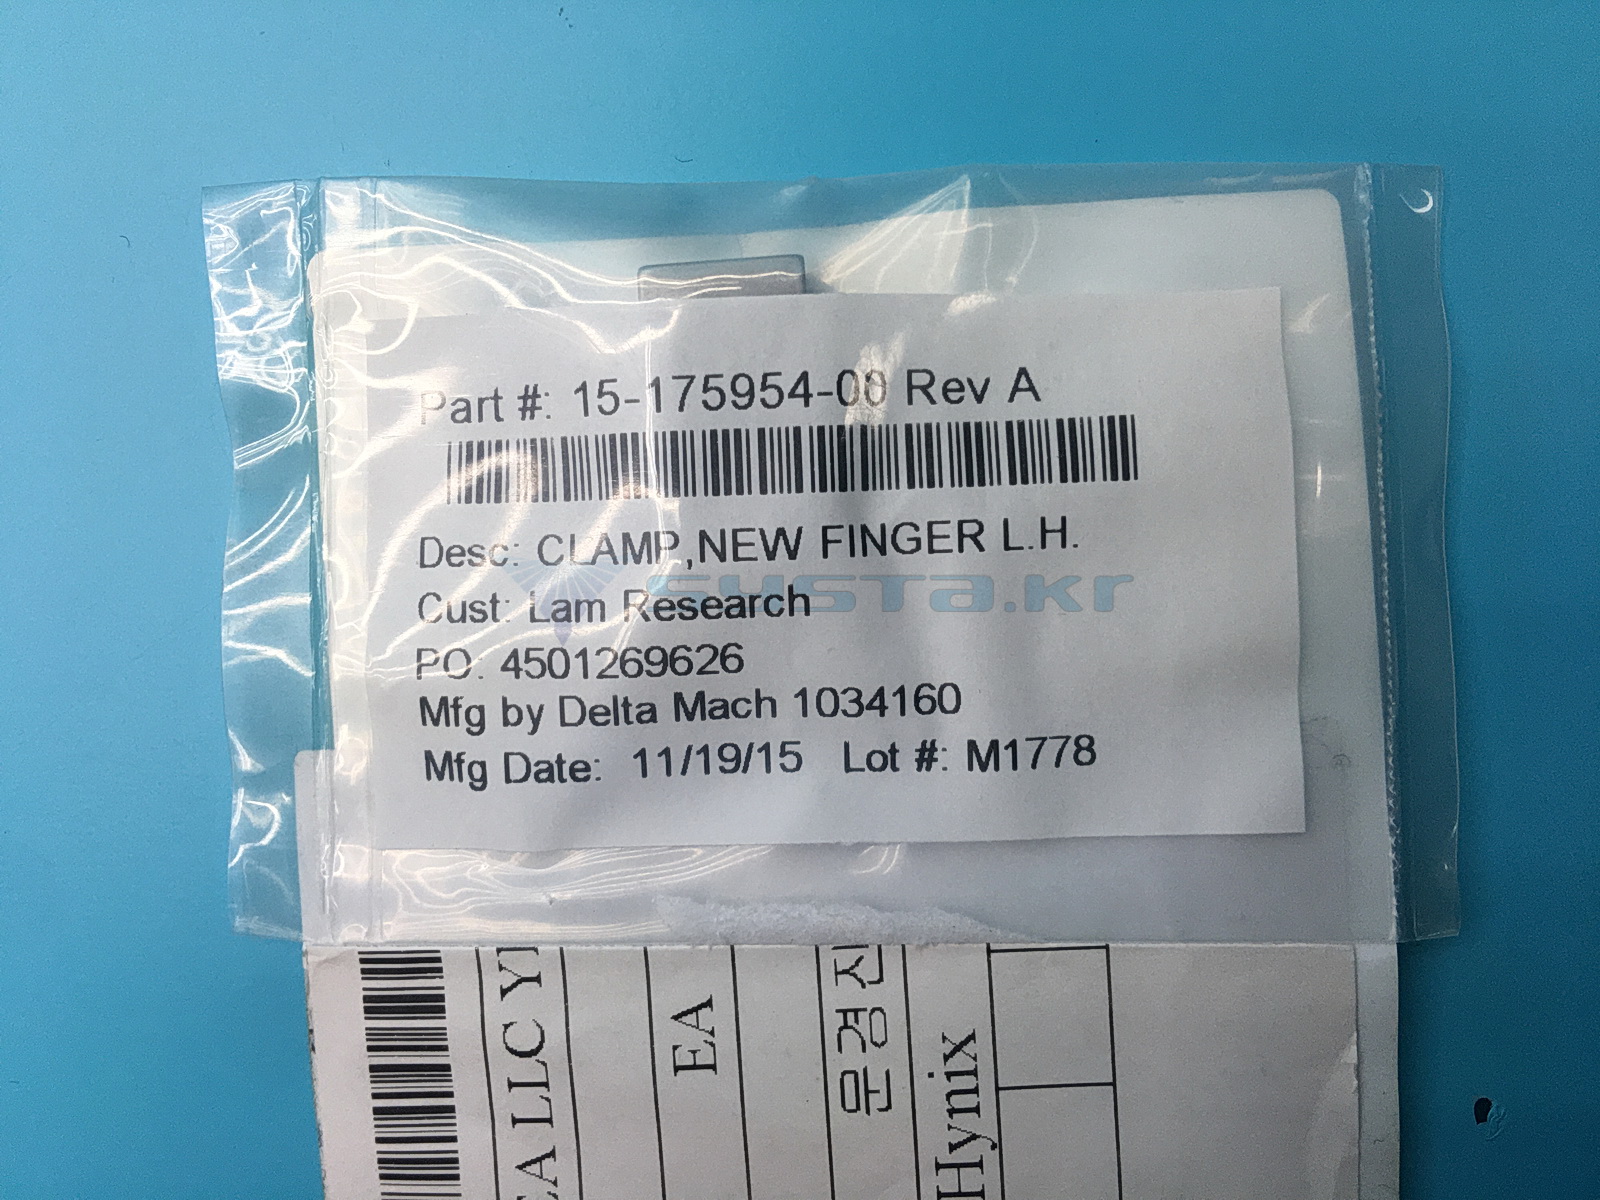 Part #: 15-175954-00 Rev A
Desc: CLAMP,NEW FINGER L.H.
susta.kr
Cust: Lam Research
PO: 4501269626
Mfg by Delta Mach 1034160
Mfg Date: 11/19/15 Lot #: M1778
LLC
EA
Hynix